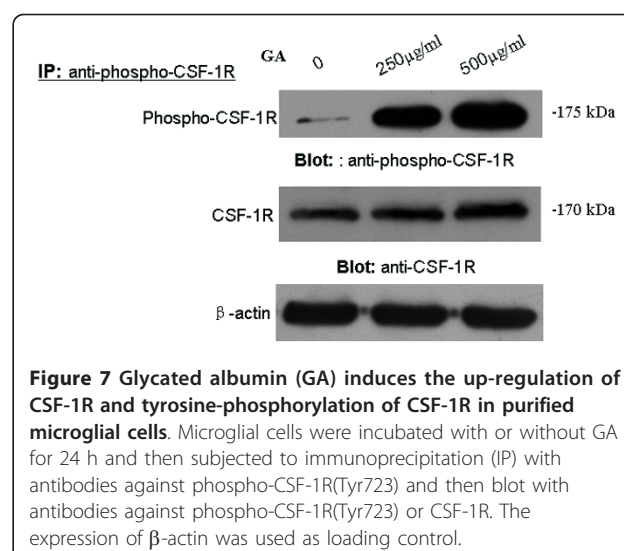 GA 0 250μg/ml 500μg/ml
IP: anti-phospho-CSF-1R
Phospho-CSF-1R -175 kDa
Blot: : anti-phospho-CSF-1R
CSF-1R -170 kDa
Blot: anti-CSF-1R
β-actin
Figure 7 Glycated albumin (GA) induces the up-regulation of
CSF-1R and tyrosine-phosphorylation of CSF-1R in purified
microglial cells. Microglial cells were incubated with or without GA
for 24 h and then subjected to immunoprecipitation (IP) with
antibodies against phospho-CSF-1R(Tyr723) and then blot with
antibodies against phospho-CSF-1R(Tyr723) or CSF-1R. The
expression of β-actin was used as loading control.